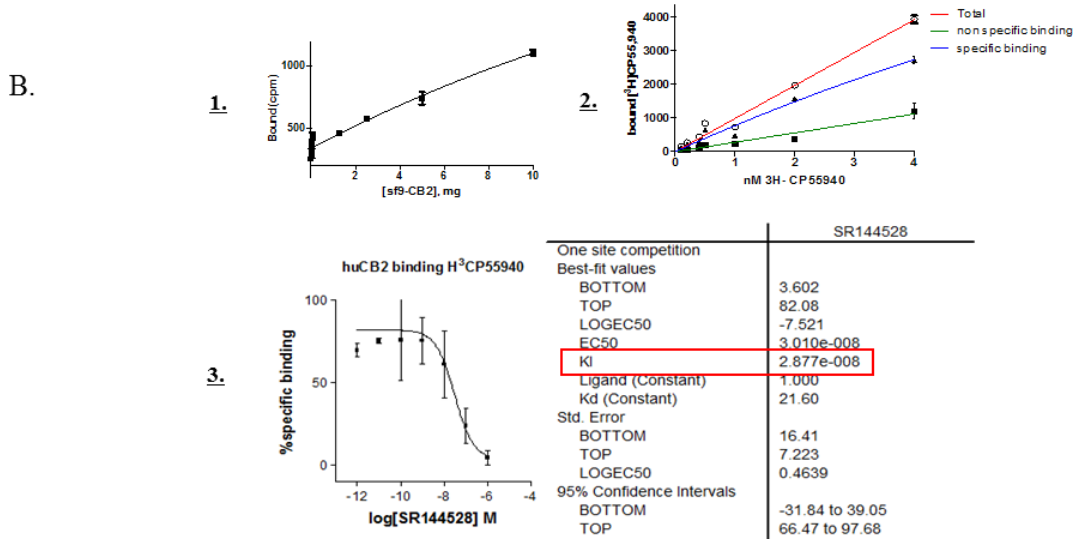 B.
1.
1000
500
Bound(cpm)
0 2 4 6 8 10
[sf9-CB2], mg
2.
4000
3000
2000
1000
0
bound[³H]CP55,940
0 1 2 3 4
nM 3H- CP55940
Total
non specific binding
specific binding
3.
huCB2 binding H³CP55940
100
50
0
%specific binding
-12 -10 -8 -6 -4
log[SR144528] M
SR144528
One site competition
Best-fit values
BOTTOM 3.602
TOP 82.08
LOGEC50 -7.521
EC50 3.010e-008
KI 2.877e-008
Ligand (Constant) 1.000
Kd (Constant) 21.60
Std. Error
BOTTOM 16.41
TOP 7.223
LOGEC50 0.4639
95% Confidence Intervals
BOTTOM -31.84 to 39.05
TOP 66.47 to 97.68